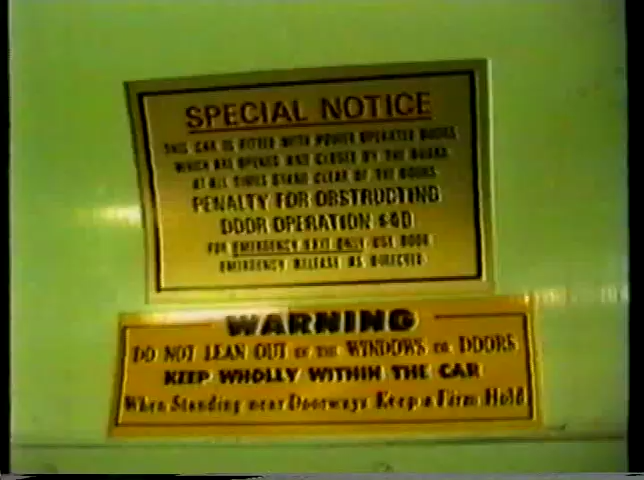 SPECIAL NOTICE
THIS CAR IS FITTED WITH POWER OPERATED DOORS
WHICH ARE OPENED AND CLOSED BY THE GUARD
AT ALL TIMES STAND CLEAR OF THE DOORS
PENALTY FOR OBSTRUCTING
DOOR OPERATION $40
FOR EMERGENCY EXIT ONLY USE DOOR
EMERGENCY RELEASE AS DIRECTED
WARNING
DO NOT LEAN OUT OF THE WINDOWS OR DOORS
KEEP WHOLLY WITHIN THE CAR
When Standing near Doorways Keep a Firm Hold